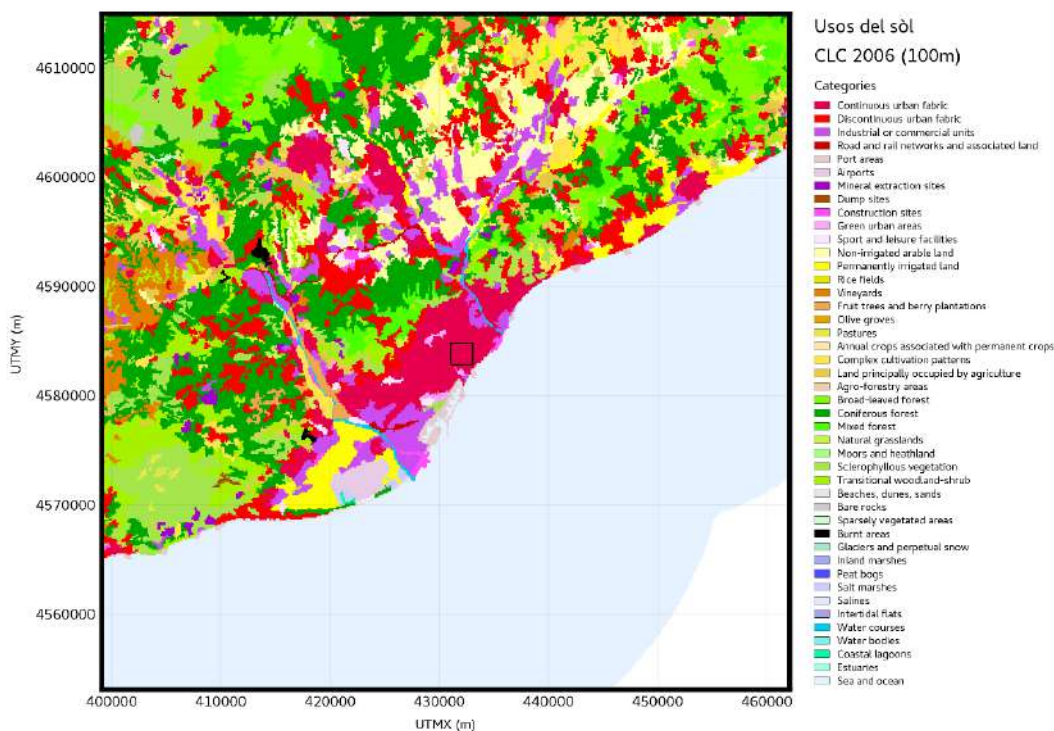 Usos del sòl
CLC 2006 (100m)
Categories
Continuous urban fabric
Discontinuous urban fabric
Industrial or commercial units
Road and rail networks and associated land
Port areas
Airports
Mineral extraction sites
Dump sites
Construction sites
Green urban areas
Sport and leisure facilities
Non-irrigated arable land
Permanently irrigated land
Rice fields
Vineyards
Fruit trees and berry plantations
Olive groves
Pastures
Annual crops associated with permanent crops
Complex cultivation patterns
Land principally occupied by agriculture
Agro-forestry areas
Broad-leaved forest
Coniferous forest
Mixed forest
Natural grasslands
Moors and heathland
Sclerophyllous vegetation
Transitional woodland-shrub
Beaches, dunes, sands
Bare rocks
Sparsely vegetated areas
Burnt areas
Glaciers and perpetual snow
Inland marshes
Peat bogs
Salt marshes
Salines
Intertidal flats
Water courses
Water bodies
Coastal lagoons
Estuaries
Sea and ocean
UTMY (m)
4610000
4600000
4590000
4580000
4570000
4560000
400000 410000 420000 430000 440000 450000 460000
UTMX (m)